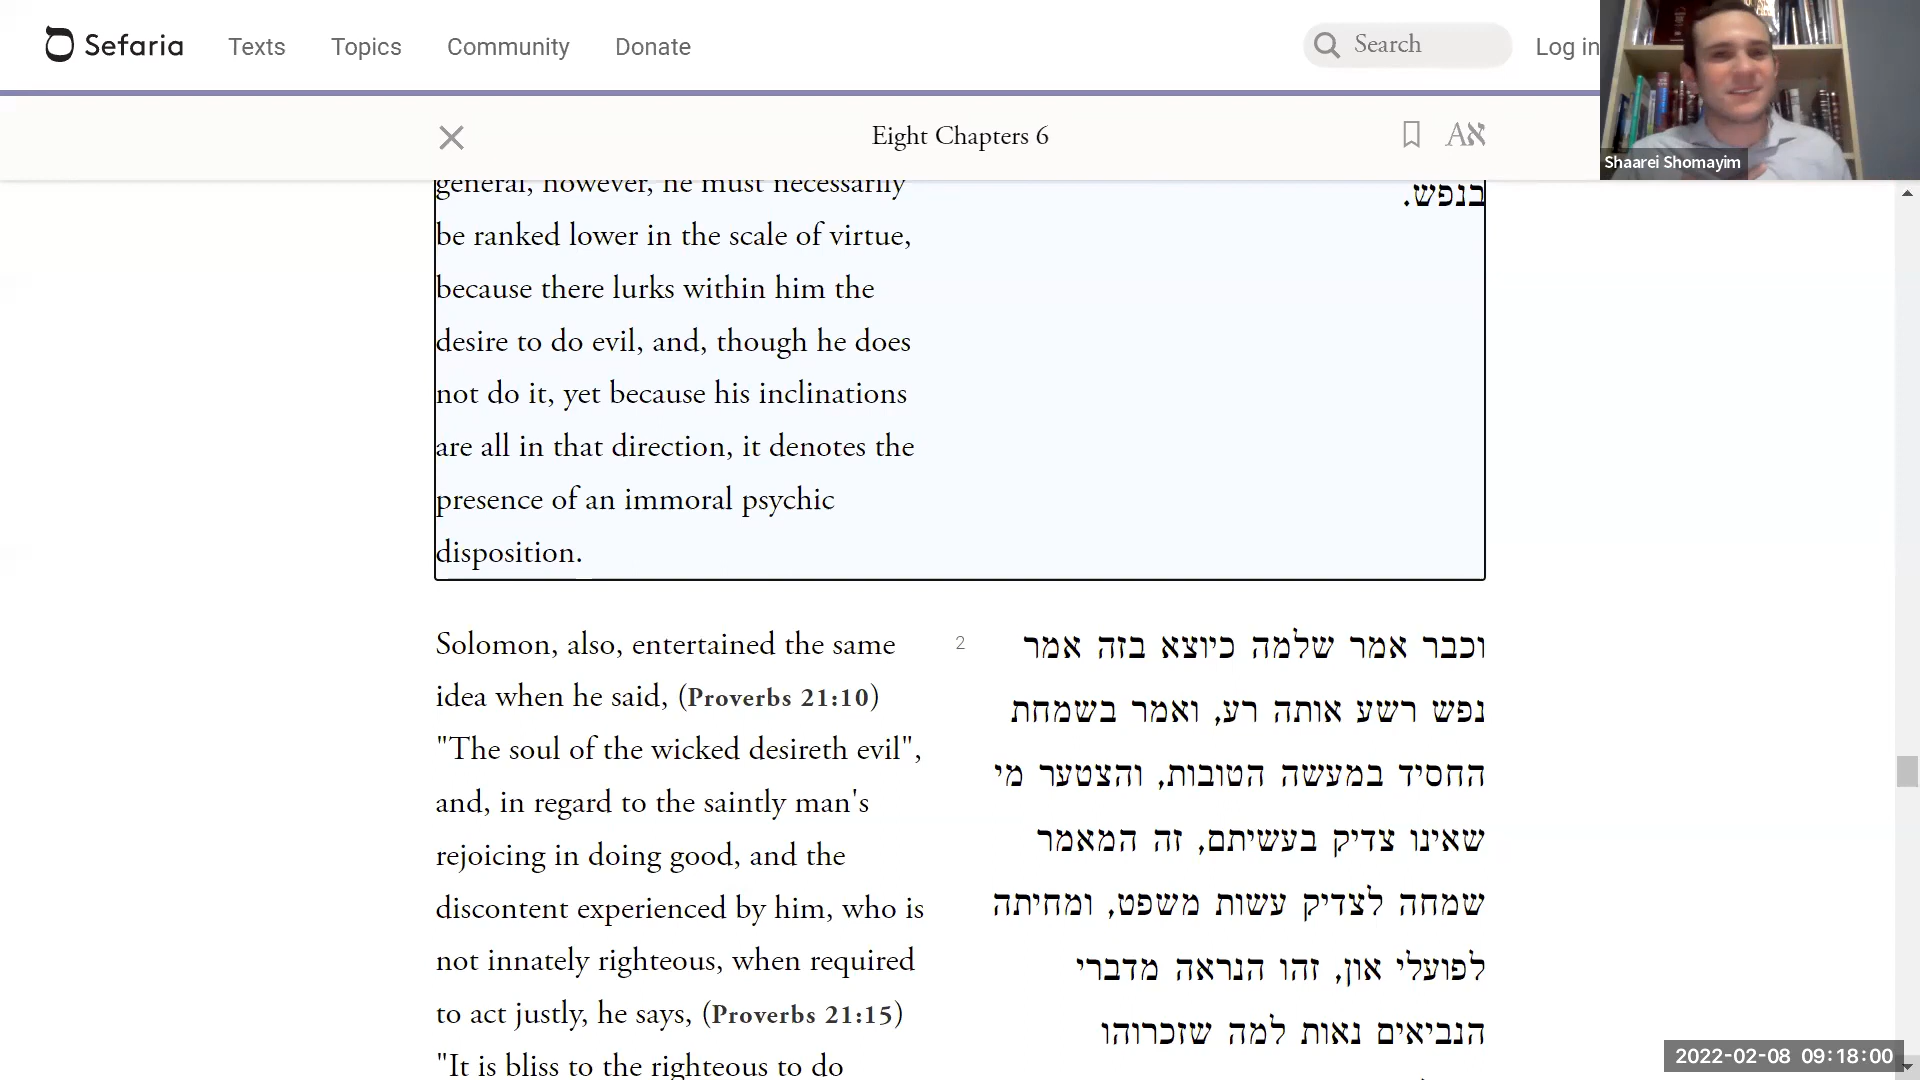 Sefaria
Texts
Topics
Community
Donate
Search
Log in
Eight Chapters 6
Aא
Shaarei Shomayim
general, however, he must necessarily
be ranked lower in the scale of virtue,
because there lurks within him the
desire to do evil, and, though he does
not do it, yet because his inclinations
are all in that direction, it denotes the
presence of an immoral psychic
disposition.
בנפש.
Solomon, also, entertained the same
idea when he said, (Proverbs 21:10)
"The soul of the wicked desireth evil",
and, in regard to the saintly man's
rejoicing in doing good, and the
discontent experienced by him, who is
not innately righteous, when required
to act justly, he says, (Proverbs 21:15)
"It is bliss to the righteous to do
2
וכבר אמר שלמה כיוצא בזה אמר
נפש רשע אותה רע, ואמר בשמחת
החסיד במעשה הטובות, והצטער מי
שאינו צדיק בעשיתם, זה המאמר
שמחה לצדיק עשות משפט, ומחיתה
לפועלי און, זהו הנראה מדברי
הנביאים נאות למה שזכרוהו
2022-02-08 09:18:00